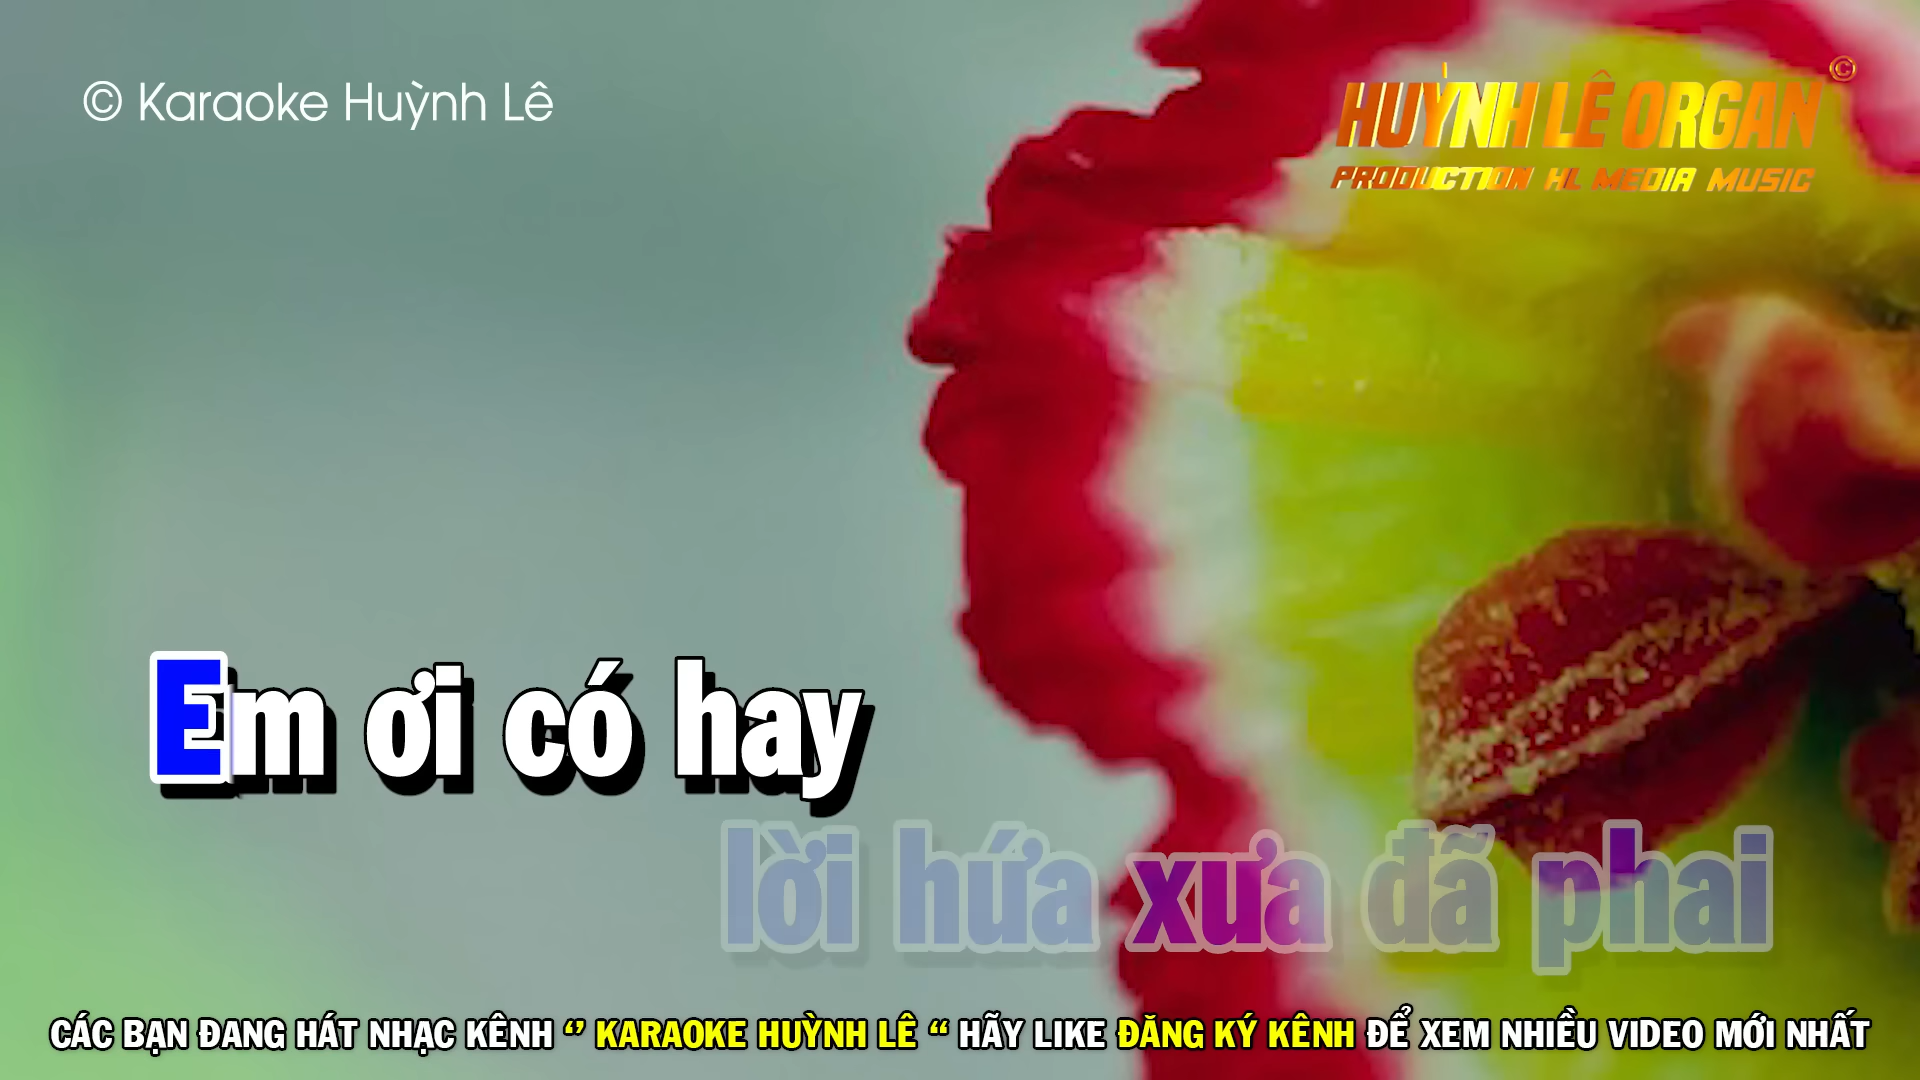 © Karaoke Huỳnh Lê
HUỲNH LÊ ORGAN ©
PRODUCTION HL MEDIA MUSIC
Em ơi có hay
lời hứa xưa đã phai
CÁC BẠN ĐANG HÁT NHẠC KÊNH ‘’ KARAOKE HUỲNH LÊ “ HÃY LIKE ĐĂNG KÝ KÊNH ĐỂ XEM NHIỀU VIDEO MỚI NHẤT